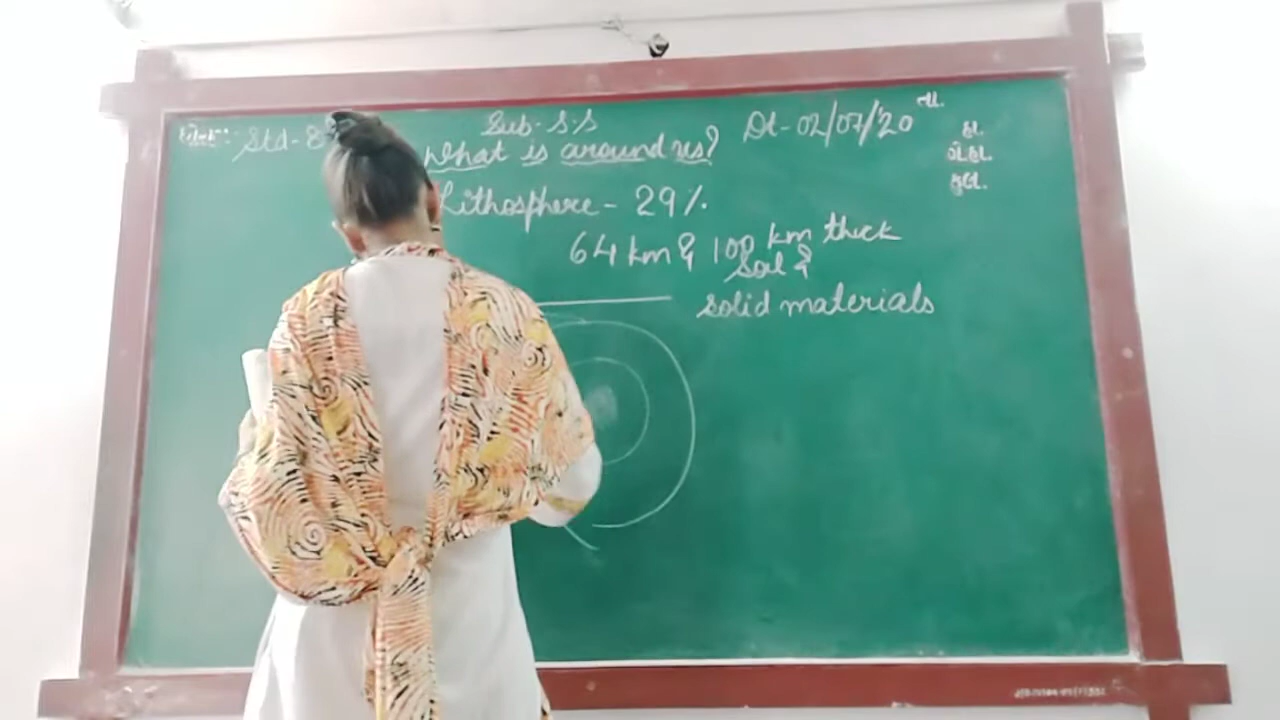 Std-8
Sub- S.S
Dt- 02/07/20
તા.
What is around us?
હા.
ગે.હા.
કુલ.
Lithosphere - 29%
64 km & 100 km thick
Soil &
solid materials